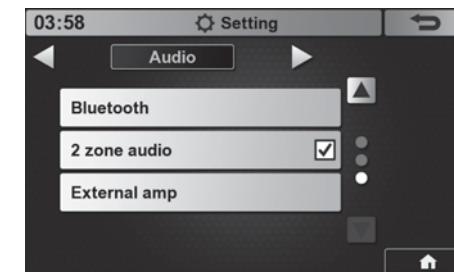 03:58 Setting
Audio
Bluetooth
2 zone audio
External amp